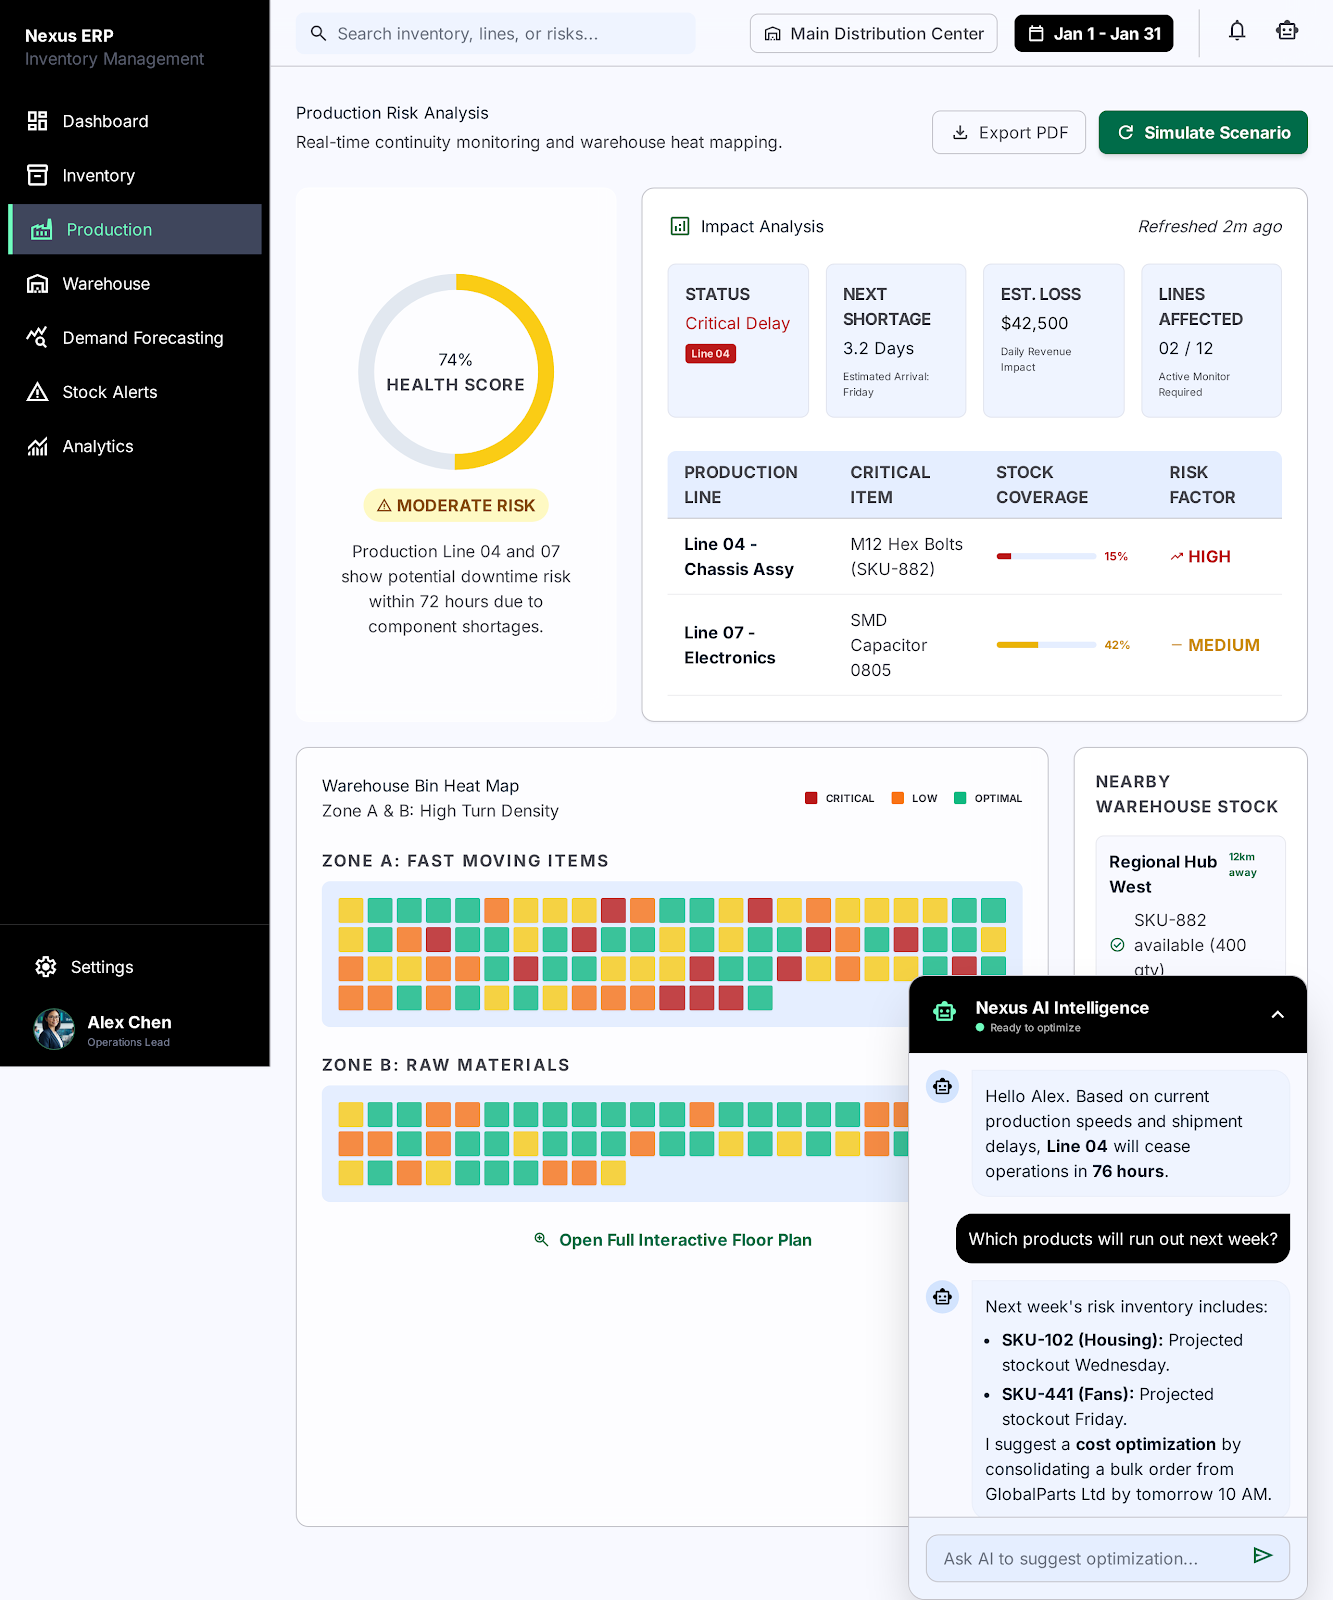 Nexus ERP
Inventory Management
Dashboard
Inventory
Production
Warehouse
Demand Forecasting
Stock Alerts
Analytics
Settings
Alex Chen
Operations Lead
Search inventory, lines, or risks...
Main Distribution Center
Jan 1 - Jan 31
Production Risk Analysis
Real-time continuity monitoring and warehouse heat mapping.
Export PDF
Simulate Scenario
74%
HEALTH SCORE
MODERATE RISK
Production Line 04 and 07
show potential downtime risk
within 72 hours due to
component shortages.
Impact Analysis
Refreshed 2m ago
STATUS
Critical Delay
Line 04
NEXT
SHORTAGE
3.2 Days
Estimated Arrival:
Friday
EST. LOSS
$42,500
Daily Revenue
Impact
LINES
AFFECTED
02 / 12
Active Monitor
Required
PRODUCTION
LINE
CRITICAL
ITEM
STOCK
COVERAGE
RISK
FACTOR
Line 04 -
Chassis Assy
M12 Hex Bolts
(SKU-882)
15%
HIGH
Line 07 -
Electronics
SMD
Capacitor
0805
42%
MEDIUM
Warehouse Bin Heat Map
Zone A & B: High Turn Density
CRITICAL
LOW
OPTIMAL
ZONE A: FAST MOVING ITEMS
ZONE B: RAW MATERIALS
Open Full Interactive Floor Plan
NEARBY
WAREHOUSE STOCK
Regional Hub
West
12km
away
SKU-882
available (400
qty)
Nexus AI Intelligence
Ready to optimize
Hello Alex. Based on current
production speeds and shipment
delays, Line 04 will cease
operations in 76 hours.
Which products will run out next week?
Next week's risk inventory includes:
• SKU-102 (Housing): Projected
stockout Wednesday.
• SKU-441 (Fans): Projected
stockout Friday.
I suggest a cost optimization by
consolidating a bulk order from
GlobalParts Ltd by tomorrow 10 AM.
Ask AI to suggest optimization...